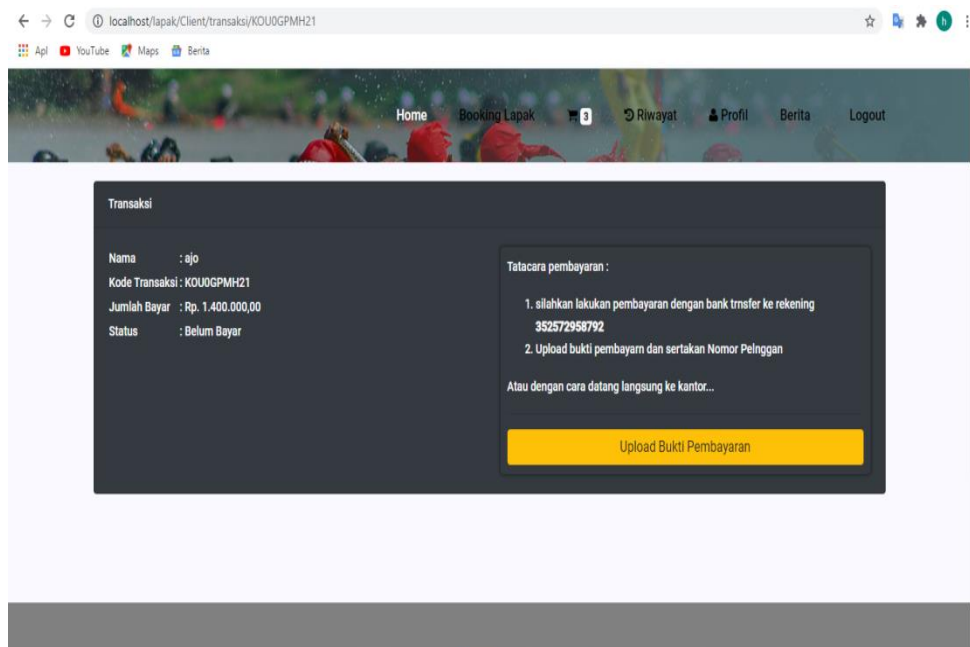 localhost/lapak/Client/transaksi/KOU0GPMH21
h
Apl YouTube Maps Berita
Home Booking Lapak 3 Riwayat Profil Berita Logout
Transaksi
Nama : ajo
Kode Transaksi : KOU0GPMH21
Jumlah Bayar : Rp. 1.400.000,00
Status : Belum Bayar
Tatacara pembayaran :
1. silahkan lakukan pembayaran dengan bank trnsfer ke rekening
352572958792
2. Upload bukti pembayarn dan sertakan Nomor Pelnggan
Atau dengan cara datang langsung ke kantor...
Upload Bukti Pembayaran